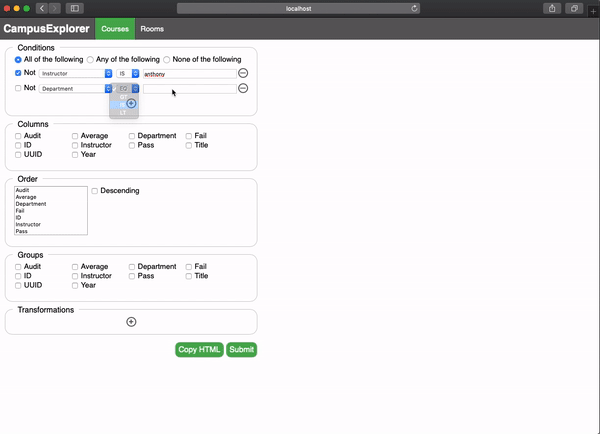 localhost
CampusExplorer Courses Rooms
Conditions
All of the following Any of the following None of the following
Not Instructor IS anthony
Not Department EQ
GT
IS
LT
Columns
Audit Average Department Fail
ID Instructor Pass Title
UUID Year
Order
Audit
Average
Department
Fail
ID
Instructor
Pass
Descending
Groups
Audit Average Department Fail
ID Instructor Pass Title
UUID Year
Transformations
Copy HTML Submit